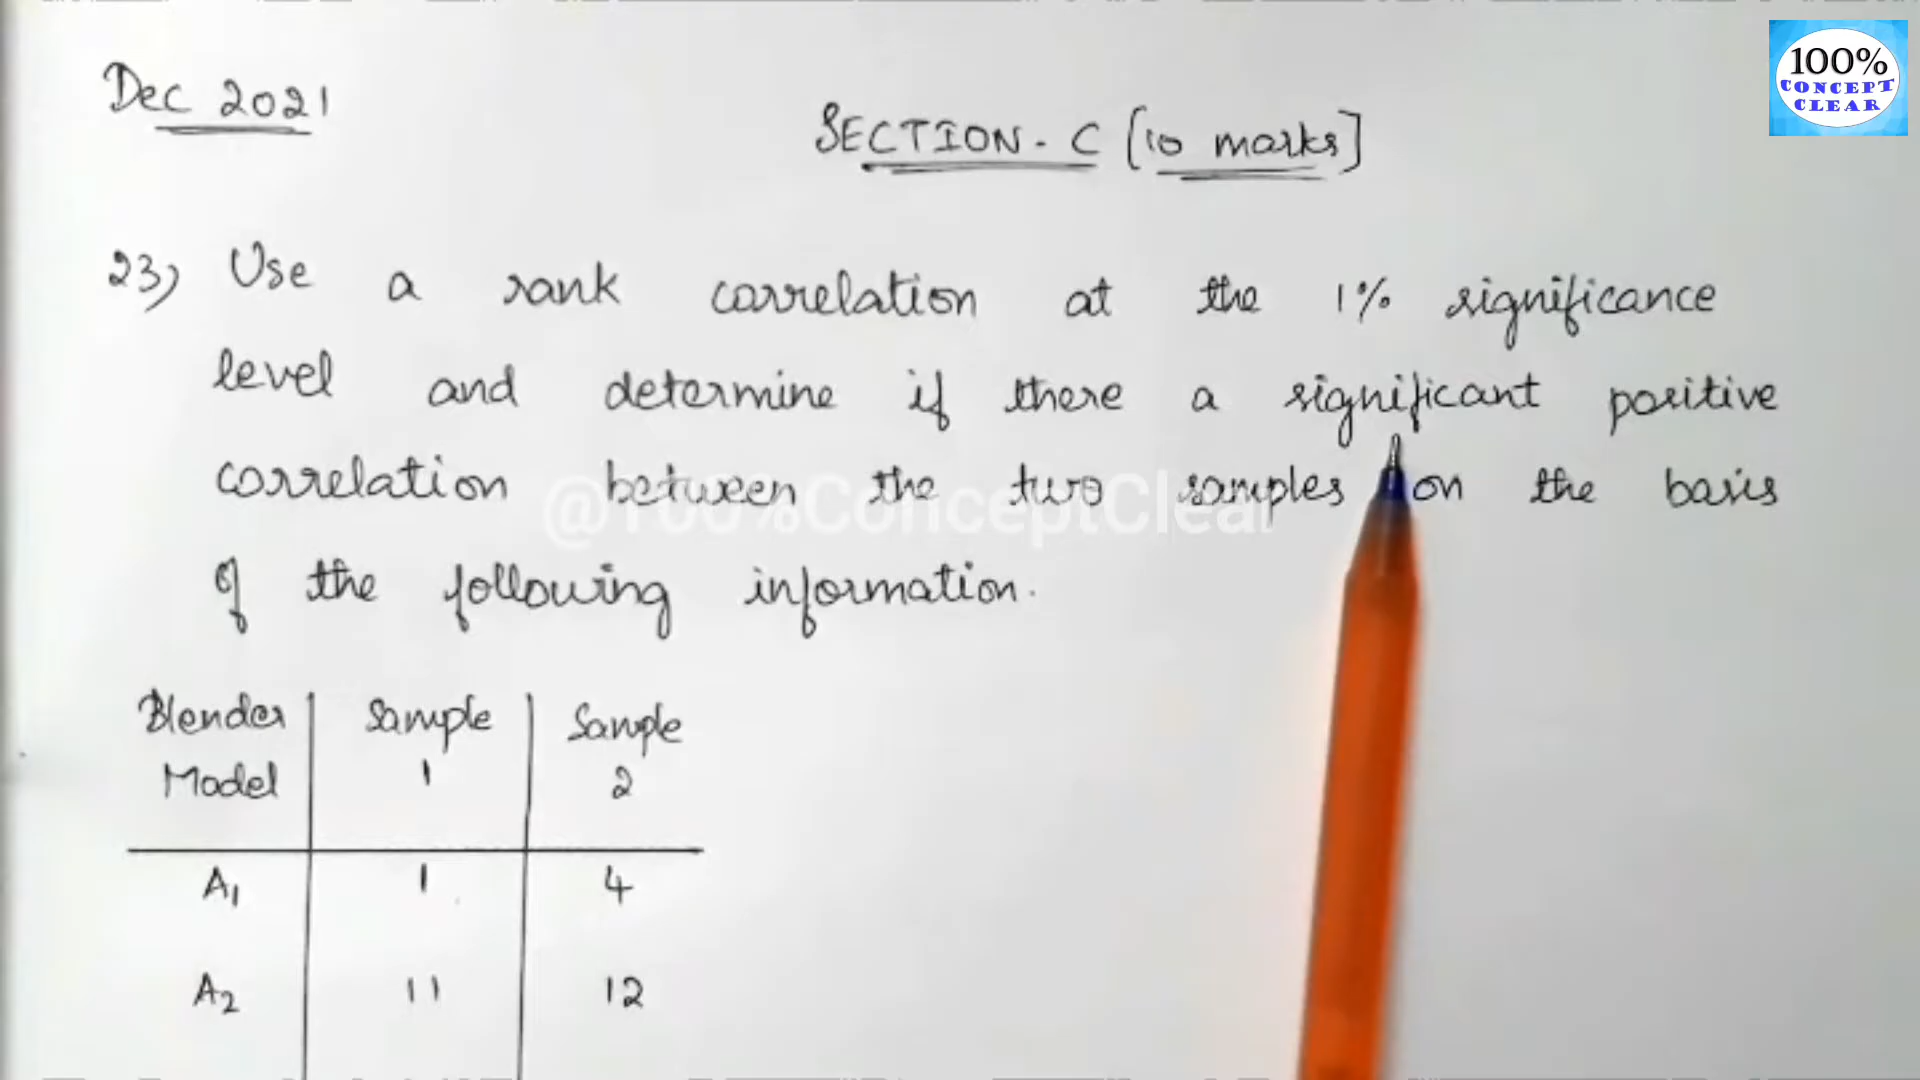 Dec 2021
100%
CONCEPT
CLEAR
SECTION - C [10 marks]
23) Use a rank correlation at the 1% significance
level and determine if there a significant positive
correlation between the two samples on the basis
of the following information.
@100%ConceptClear
Blender Model | Sample 1 | Sample 2
A1 | 1 | 4
A2 | 11 | 12